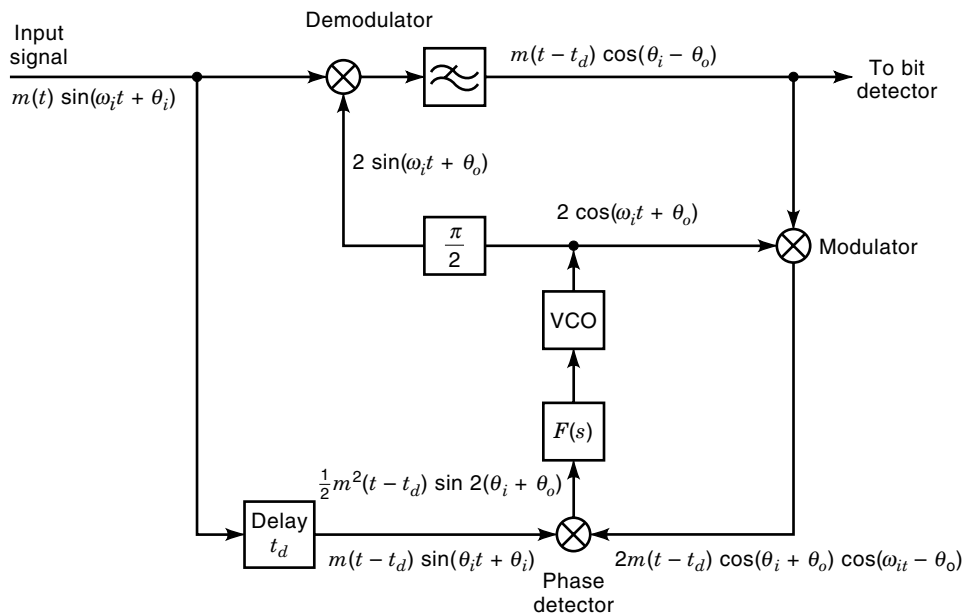 Demodulator
Input
signal
m(t) sin(ω_i t + θ_i)
m(t – t_d) cos(θ_i – θ_o)
To bit
detector
2 sin(ω_i t + θ_o)
2 cos(ω_i t + θ_o)
π/2
Modulator
VCO
F(s)
½m²(t – t_d) sin 2(θ_i + θ_o)
Delay
t_d
m(t – t_d) sin(θ_i t + θ_i)
2m(t – t_d) cos(θ_i + θ_o) cos(ω_it – θ_o)
Phase
detector